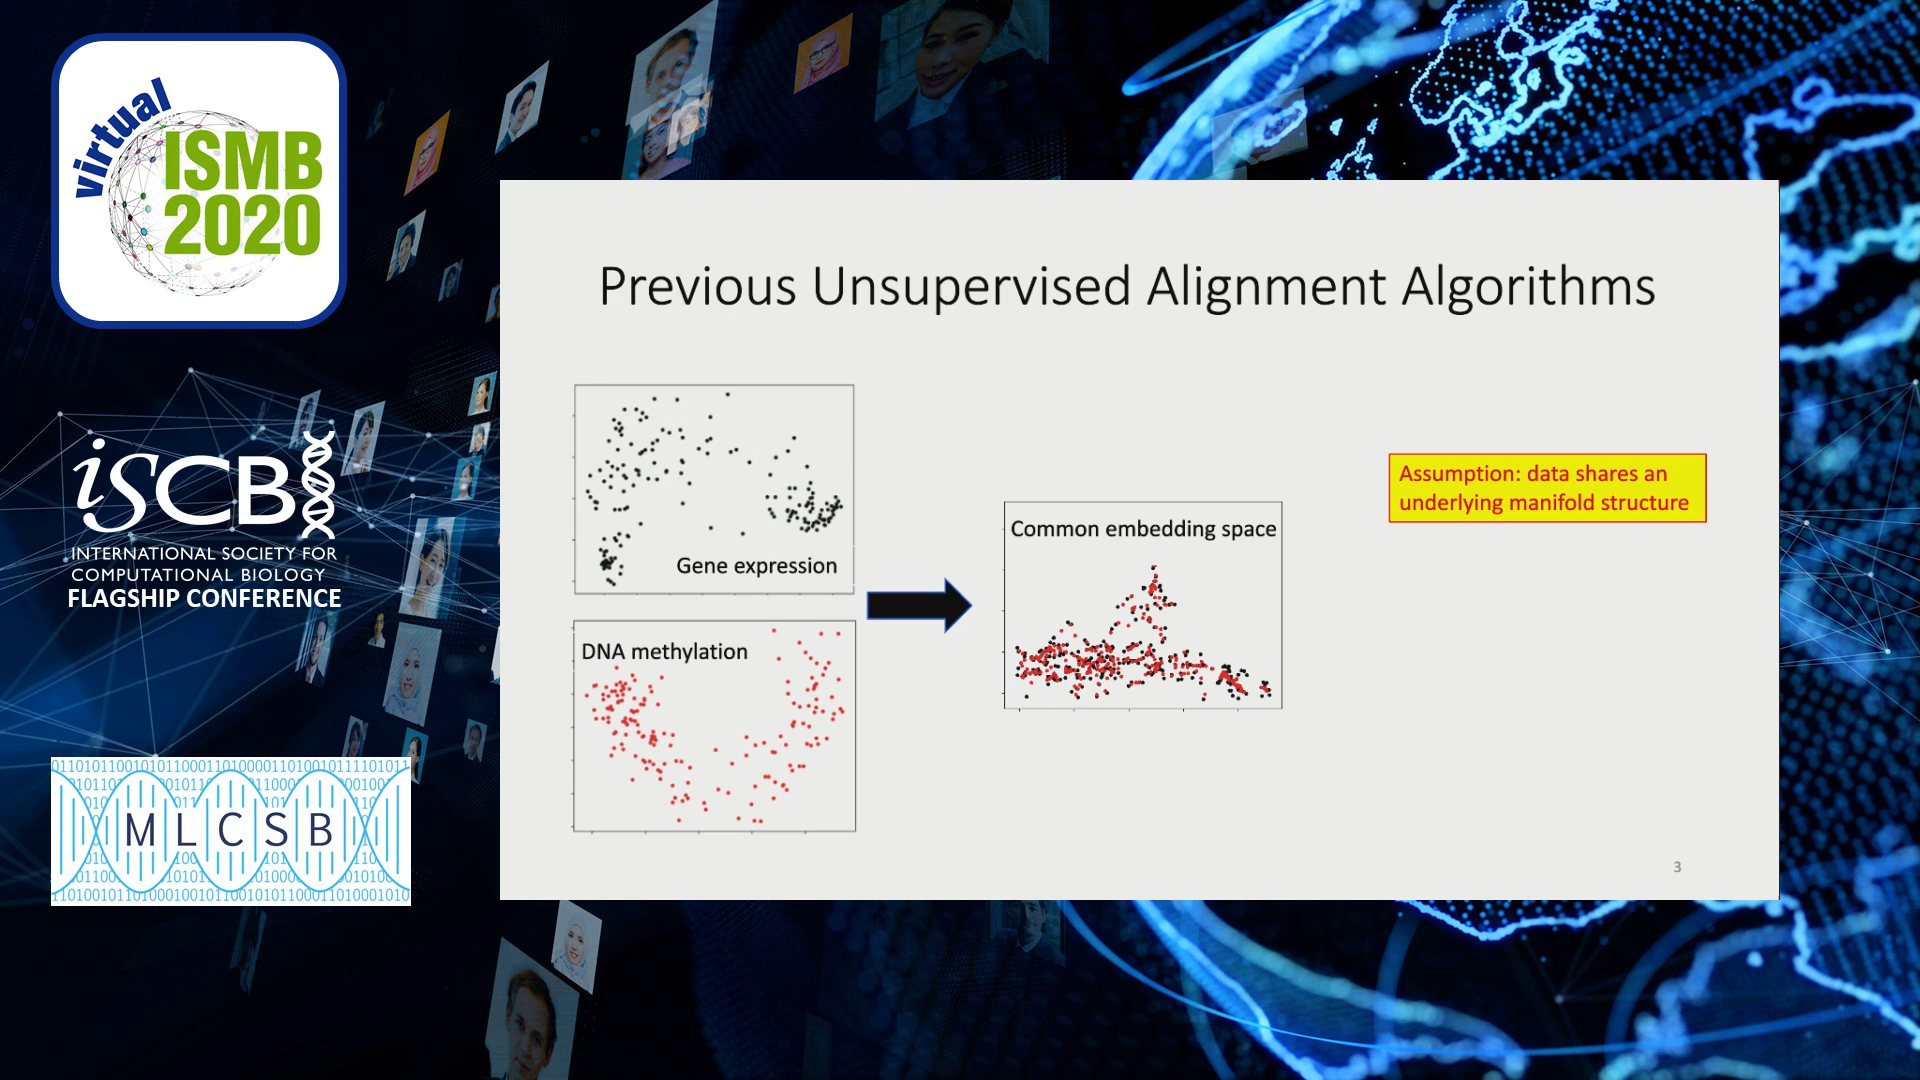 virtual
ISMB
2020
iSCB
INTERNATIONAL SOCIETY FOR
COMPUTATIONAL BIOLOGY
FLAGSHIP CONFERENCE
MLCSB
Previous Unsupervised Alignment Algorithms
Gene expression
DNA methylation
Common embedding space
Assumption: data shares an
underlying manifold structure
3